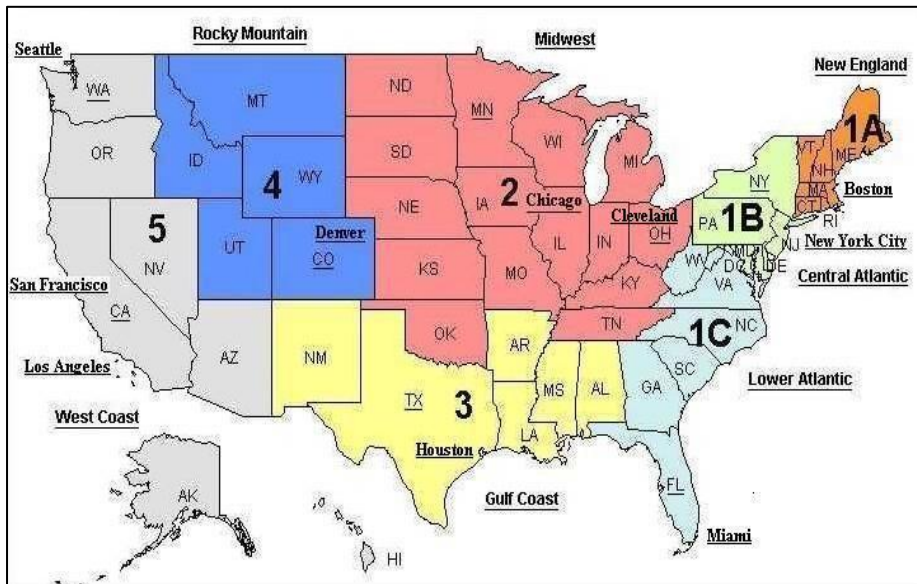 Rocky Mountain
Midwest
Seattle
New England
WA
MT
ND
MN
1A
VT
ME
OR
ID
WI
NH
SD
MI
NY
WY
MA
4
2
Boston
CT
IA
Chicago
Cleveland
NE
1B
PA
RI
5
UT
Denver
IL
IN
OH
NJ
New York City
NV
CO
MD
DE
WV
DC
Central Atlantic
San Francisco
KS
MO
KY
VA
CA
TN
1C
NC
OK
AR
AZ
NM
Los Angeles
SC
Lower Atlantic
TX
3
MS
AL
GA
West Coast
LA
Houston
FL
AK
Gulf Coast
Miami
HI